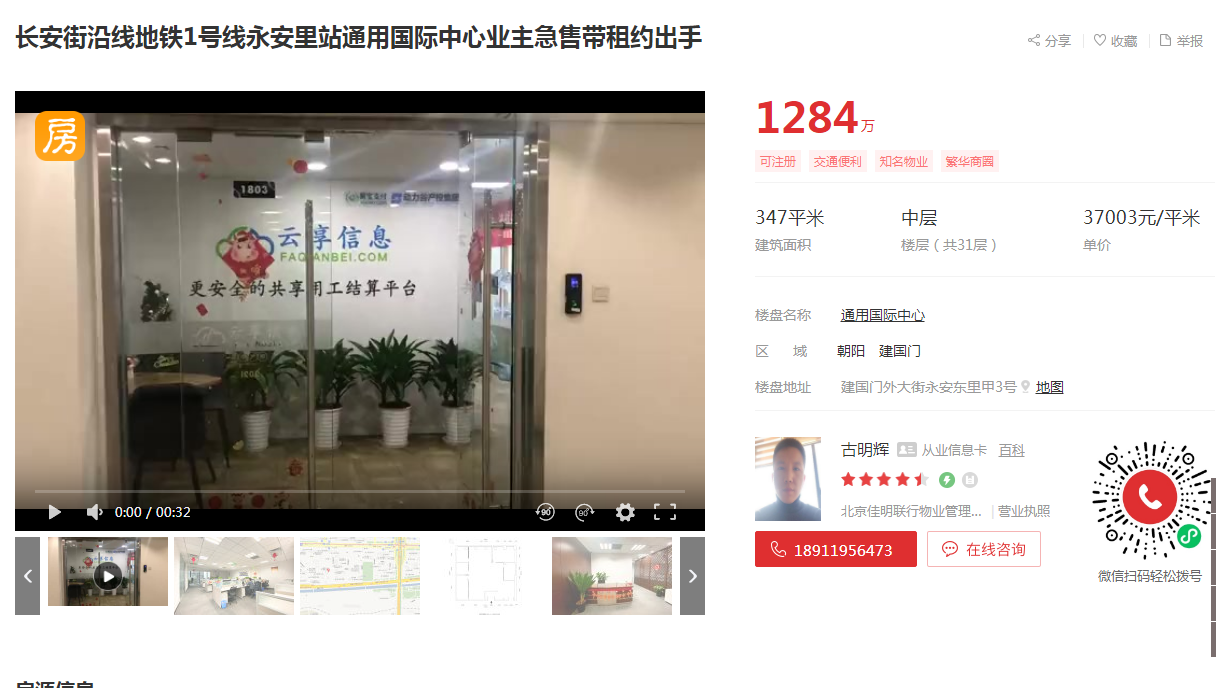 长安街沿线地铁1号线永安里站通用国际中心业主急售带租约出手
分享
收藏
举报
房
1803
云享信息
FAQIANBEI.COM
更安全的共享用工结算平台
0:00 / 00:32
90
90
1284万
可注册 交通便利 知名物业 繁华商圈
347平米 中层 37003元/平米
建筑面积 楼层（共31层） 单价
楼盘名称 通用国际中心
区 域 朝阳 建国门
楼盘地址 建国门外大街永安东里甲3号 地图
古明辉 从业信息卡 百科
北京佳明联行物业管理... 营业执照
18911956473 在线咨询
微信扫码轻松拨号